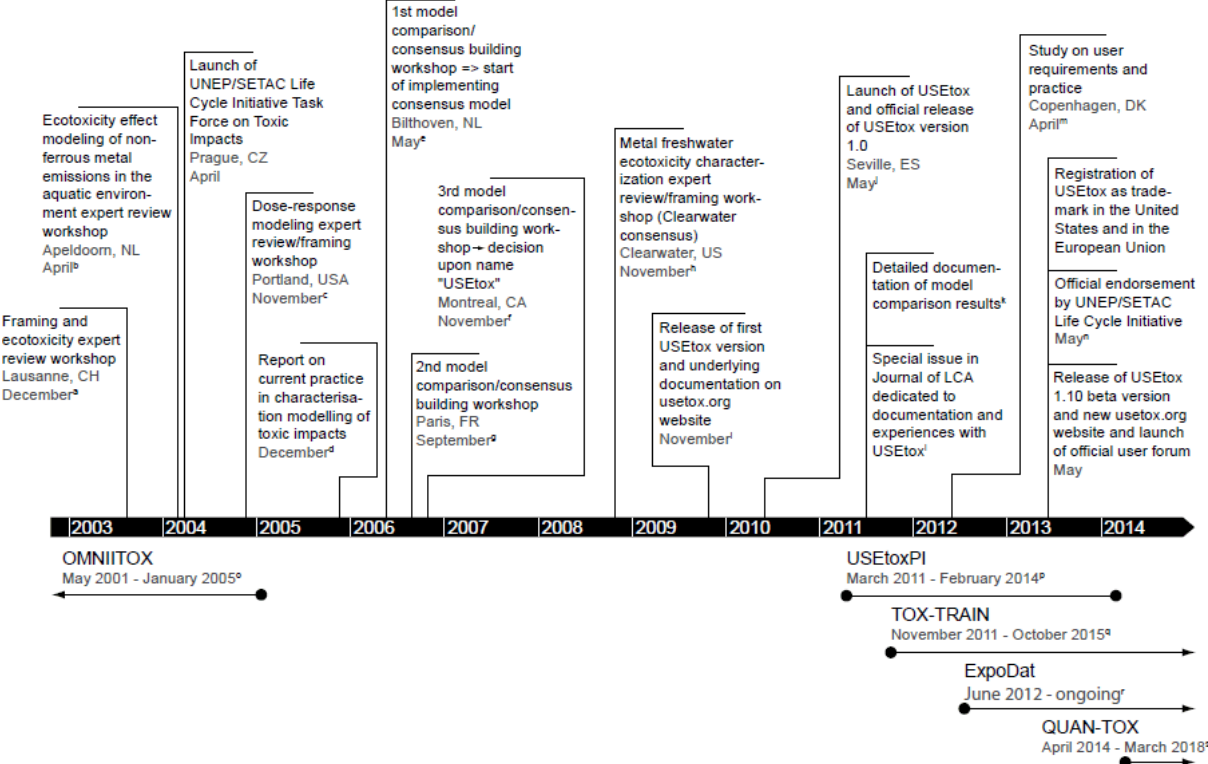 Framing and
ecotoxicity expert
review workshop
Lausanne, CH
Decemberᵃ
Ecotoxicity effect
modeling of non-
ferrous metal
emissions in the
aquatic environ-
ment expert review
workshop
Apeldoorn, NL
Aprilᵇ
Launch of
UNEP/SETAC Life
Cycle Initiative Task
Force on Toxic
Impacts
Prague, CZ
April
Dose-response
modeling expert
review/framing
workshop
Portland, USA
Novemberᶜ
Report on
current practice
in characterisa-
tion modelling of
toxic impacts
Decemberᵈ
1st model
comparison/
consensus building
workshop => start
of implementing
consensus model
Bilthoven, NL
Mayᵉ
3rd model
comparison/consen-
sus building work-
shop→ decision
upon name
"USEtox"
Montreal, CA
Novemberᶠ
2nd model
comparison/consensus
building workshop
Paris, FR
Septemberᵍ
Metal freshwater
ecotoxicity character-
ization expert
review/framing work-
shop (Clearwater
consensus)
Clearwater, US
Novemberʰ
Release of first
USEtox version
and underlying
documentation on
usetox.org
website
Novemberⁱ
Launch of USEtox
and official release
of USEtox version
1.0
Seville, ES
Mayʲ
Detailed documen-
tation of model
comparison resultsᵏ
Special issue in
Journal of LCA
dedicated to
documentation and
experiences with
USEtoxˡ
Study on user
requirements and
practice
Copenhagen, DK
Aprilᵐ
Registration of
USEtox as trade-
mark in the United
States and in the
European Union
Official endorsement
by UNEP/SETAC
Life Cycle Initiative
Mayⁿ
Release of USEtox
1.10 beta version
and new usetox.org
website and launch
of official user forum
May
2003 2004 2005 2006 2007 2008 2009 2010 2011 2012 2013 2014
OMNIITOX
May 2001 - January 2005ᵒ
USEtoxPI
March 2011 - February 2014ᵖ
TOX-TRAIN
November 2011 - October 2015q
ExpoDat
June 2012 - ongoingʳ
QUAN-TOX
April 2014 - March 2018ˢ